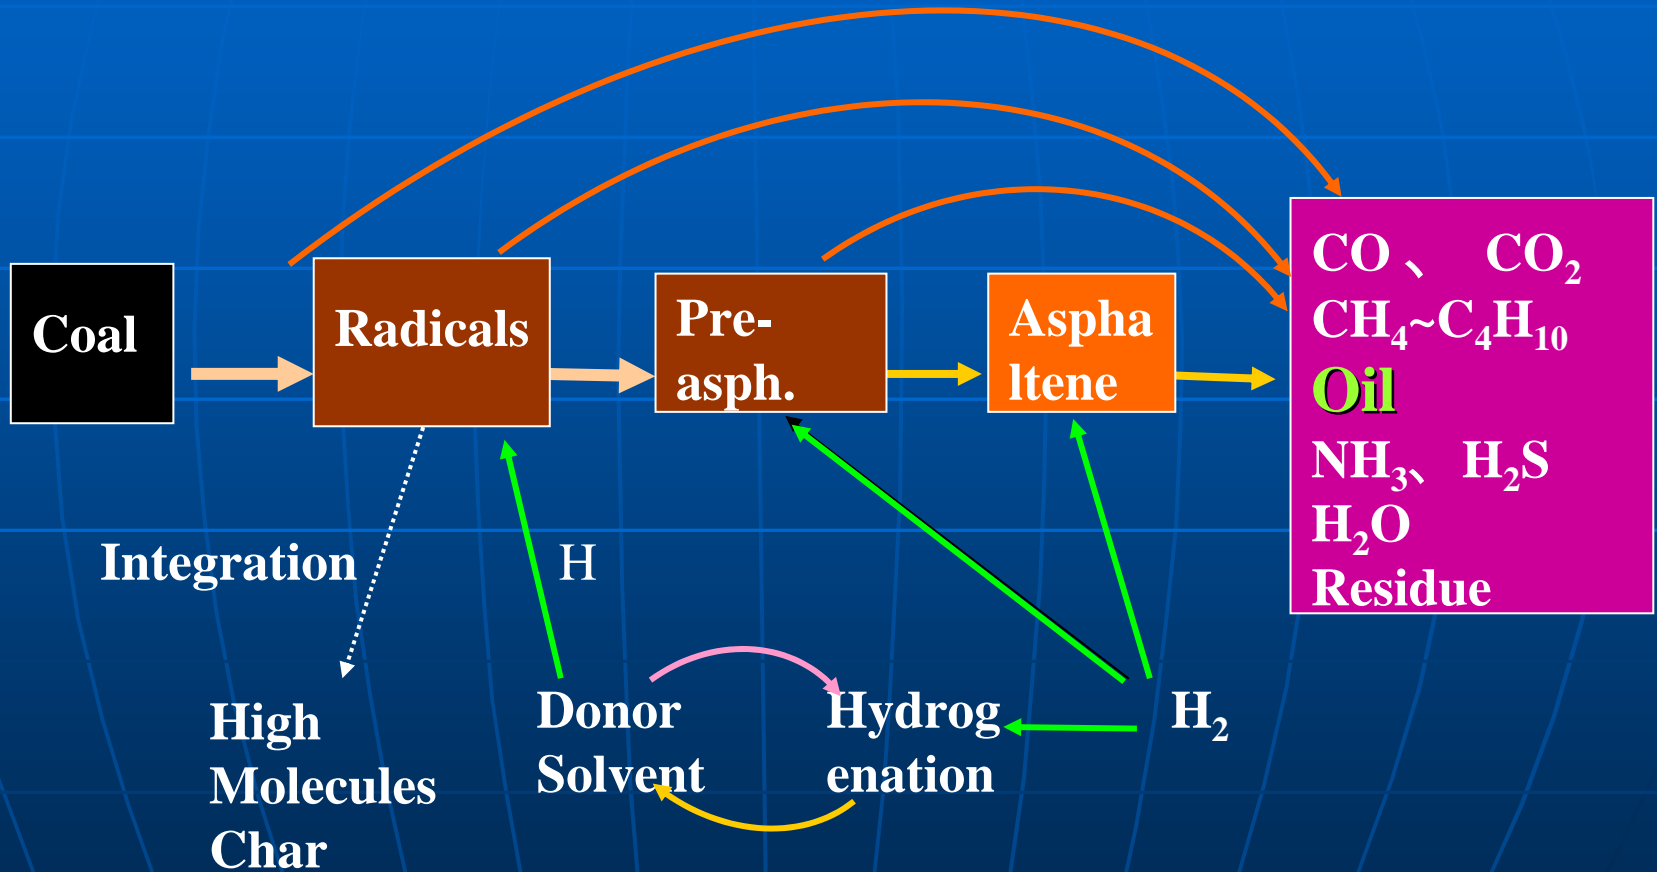 Coal
Radicals
Pre-
asph.
Aspha
ltene
CO 、 CO₂
CH₄~C₄H₁₀
Oil
NH₃、 H₂S
H₂O
Residue
Integration
H
High
Molecules
Char
Donor
Solvent
Hydrog
enation
H₂